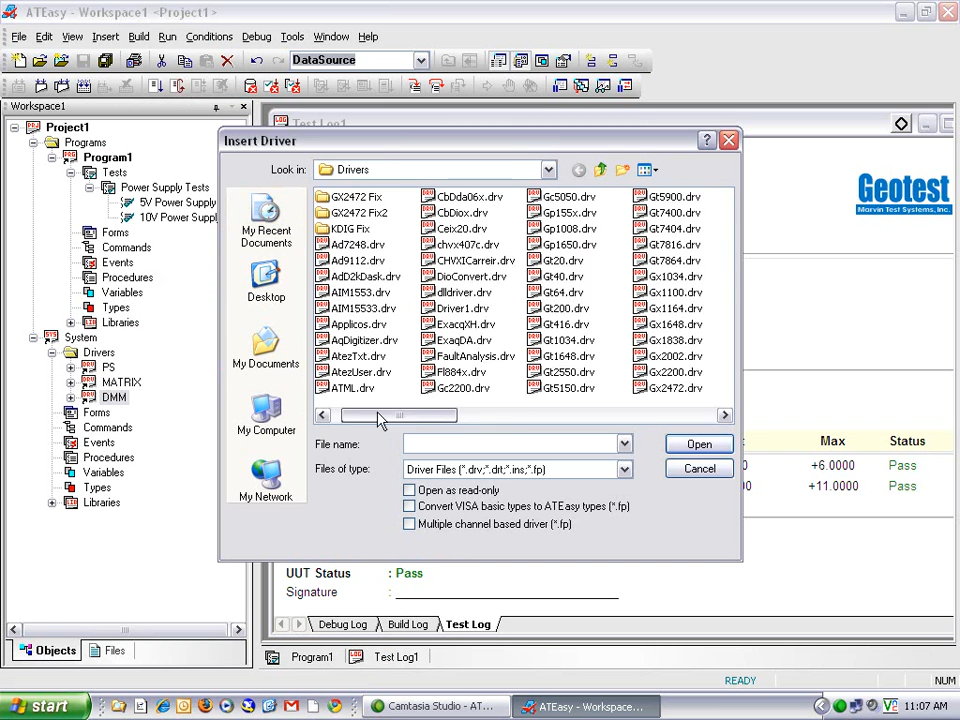 ATEasy - Workspace1 <Project1>
File Edit View Insert Build Run Conditions Debug Tools Window Help
DataSource
Workspace1
Project1
Programs
Program1
Tests
Power Supply Tests
5V Power Supply
10V Power Suppl
Forms
Commands
Events
Procedures
Variables
Types
Libraries
System
Drivers
PS
MATRIX
DMM
Forms
Commands
Events
Procedures
Variables
Types
Libraries
Objects Files
Test Log1
Geotest
Marvin Test Systems, Inc.
Max Status
+6.0000 Pass
+11.0000 Pass
UUT Status : Pass
Signature :
Debug Log Build Log Test Log
Program1 Test Log1
Insert Driver
Look in: Drivers
My Recent Documents
Desktop
My Documents
My Computer
My Network
GX2472 Fix CbDda06x.drv Gc5050.drv Gt5900.drv
GX2472 Fix2 CbDiox.drv Gp155x.drv Gt7400.drv
KDIG Fix Ceix20.drv Gp1008.drv Gt7404.drv
Ad7248.drv chvx407c.drv Gp1650.drv Gt7816.drv
Ad9112.drv CHVXICarreir.drv Gt20.drv Gt7864.drv
AdD2kDask.drv DioConvert.drv Gt40.drv Gx1034.drv
AIM1553.drv dlldriver.drv Gt64.drv Gx1100.drv
AIM15533.drv Driver1.drv Gt200.drv Gx1164.drv
Applicos.drv ExacqXH.drv Gt416.drv Gx1648.drv
AqDigitizer.drv ExaqDA.drv Gt1034.drv Gx1838.drv
AtezTxt.drv FaultAnalysis.drv Gt1648.drv Gx2002.drv
AtezUser.drv Fl884x.drv Gt2550.drv Gx2200.drv
ATML.drv Gc2200.drv Gt5150.drv Gx2472.drv
File name: Open
Files of type: Driver Files (*.drv;*.drt;*.ins;*.fp) Cancel
Open as read-only
Convert VISA basic types to ATEasy types (*.fp)
Multiple channel based driver (*.fp)
READY NUM
start Camtasia Studio - AT... ATEasy - Workspace... 11:07 AM